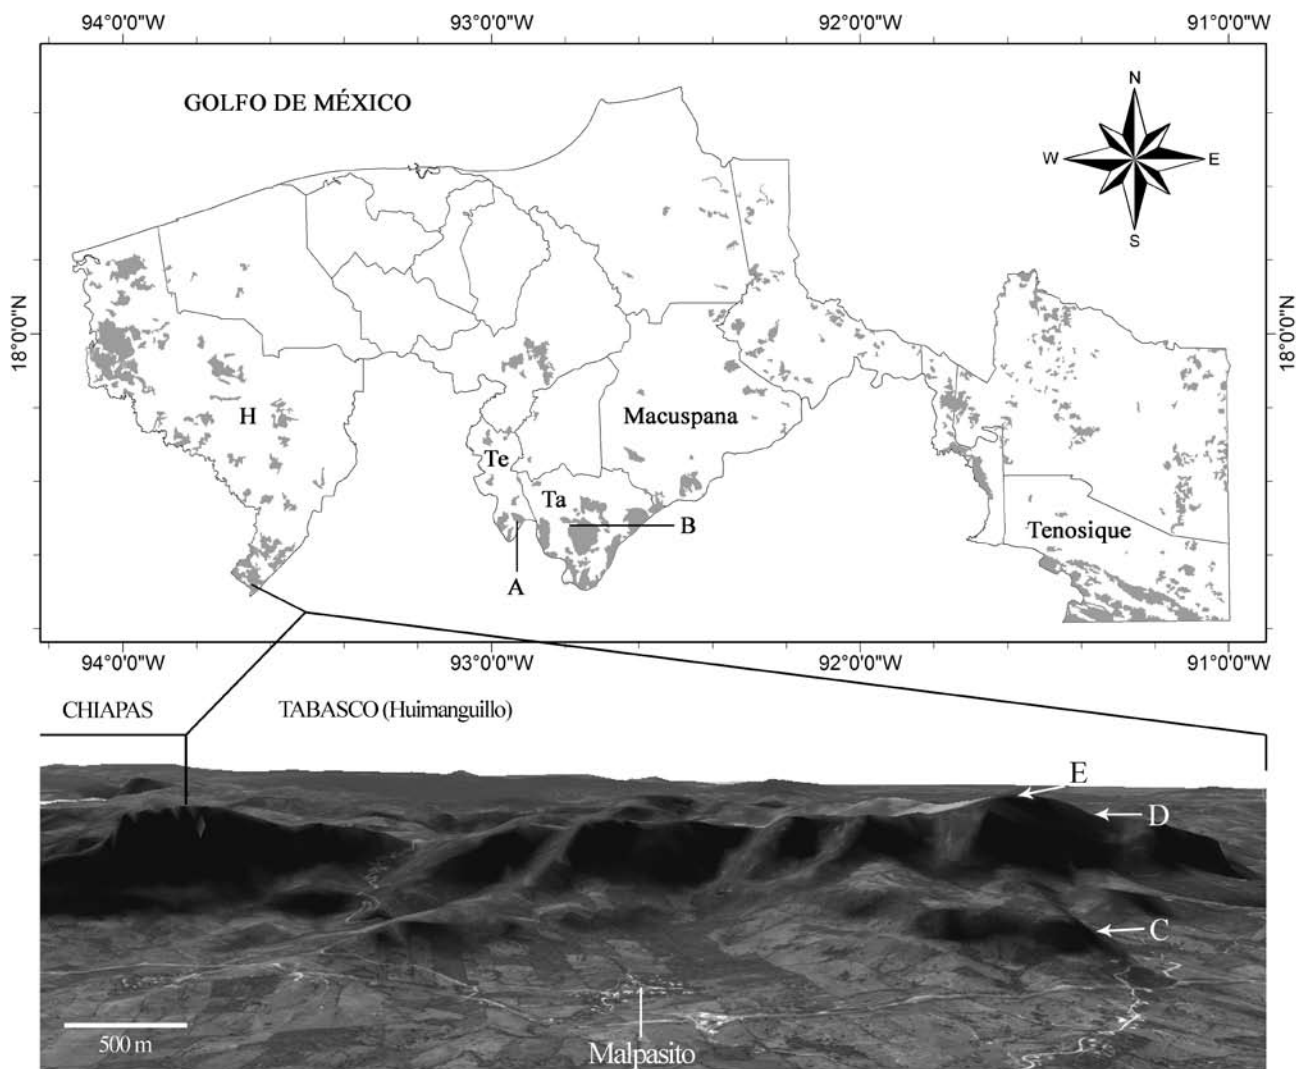 94°0'0"W 93°0'0"W 92°0'0"W 91°0'0"W
GOLFO DE MÉXICO
N
W E
S
18°0'0"N 18°0'0"N
H
Macuspana
Te
Ta
B
Tenosique
A
94°0'0"W 93°0'0"W 92°0'0"W 91°0'0"W
CHIAPAS TABASCO (Huimanguillo)
E
D
C
500 m
Malpasito